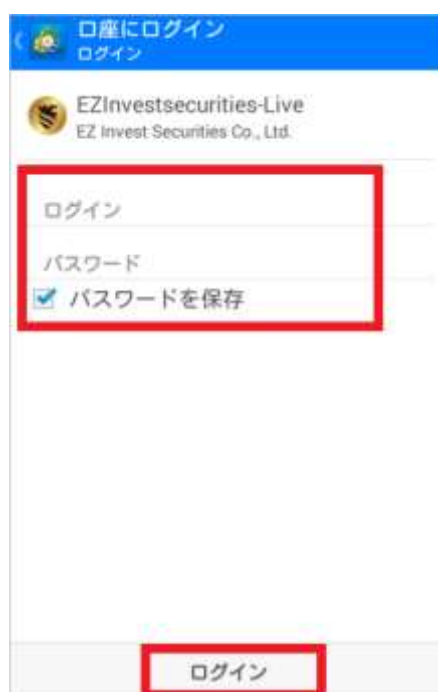 口座にログイン
ログイン
EZInvestsecurities-Live
EZ Invest Securities Co., Ltd.
ログイン
パスワード
パスワードを保存
ログイン